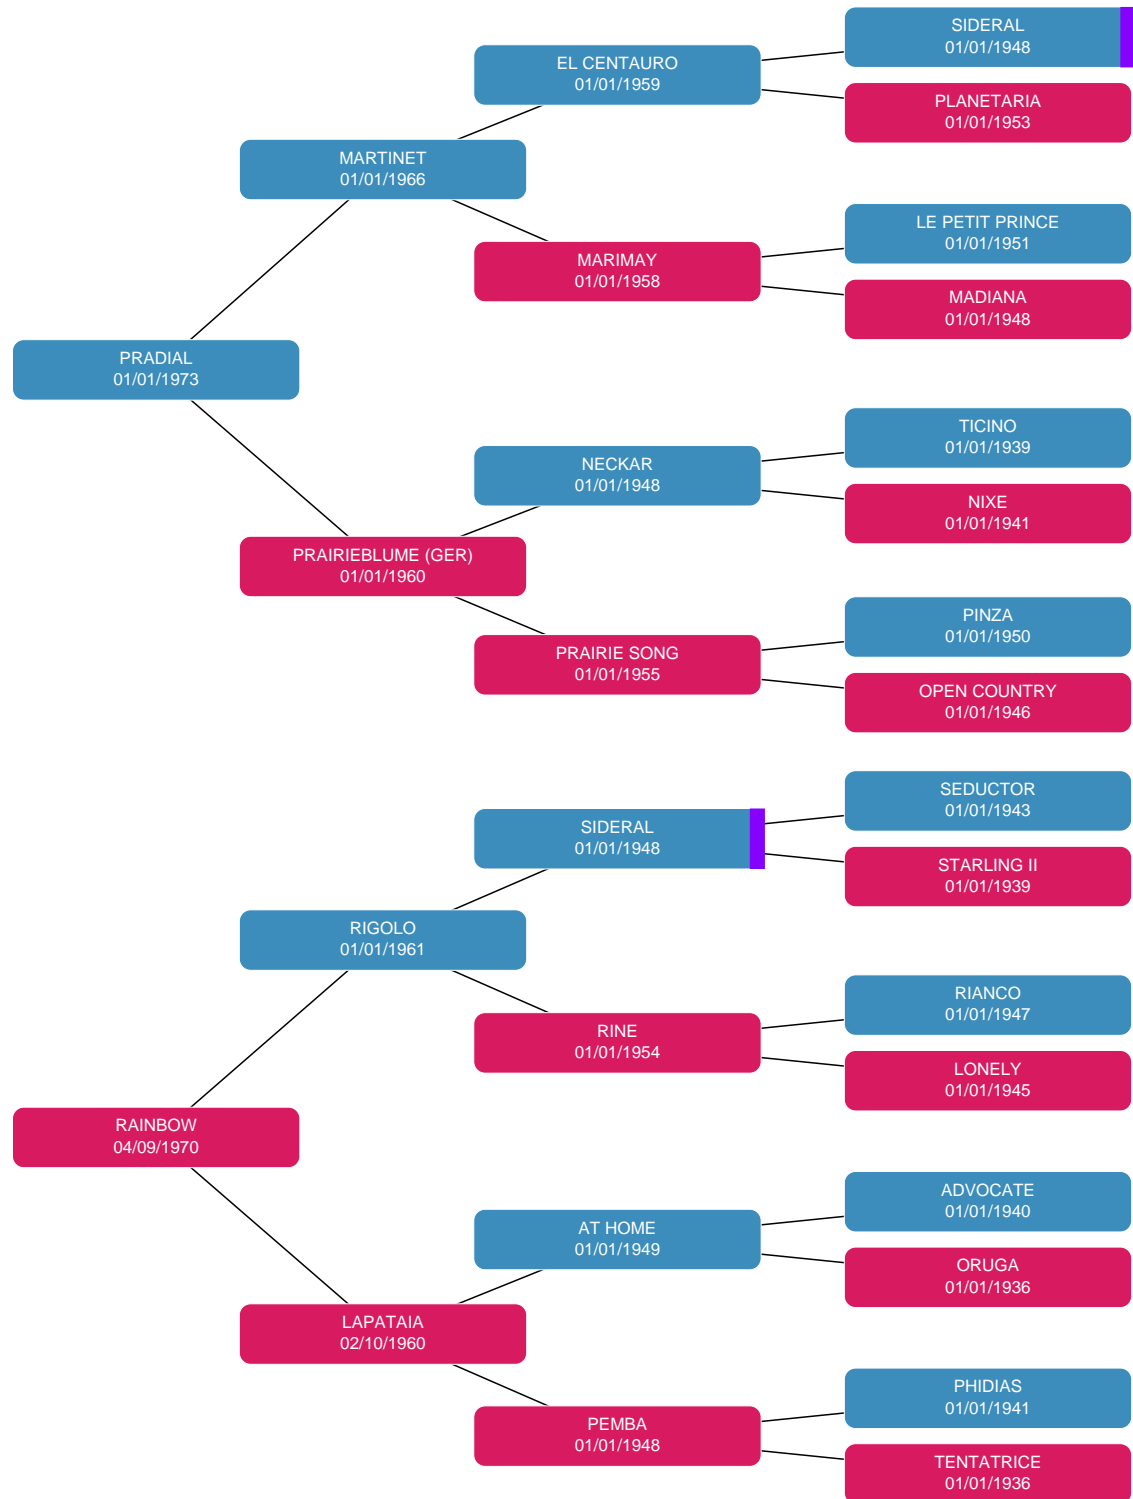 SIDERAL
01/01/1948
EL CENTAURO
01/01/1959
PLANETARIA
01/01/1953
MARTINET
01/01/1966
LE PETIT PRINCE
01/01/1951
MARIMAY
01/01/1958
MADIANA
01/01/1948
PRADIAL
01/01/1973
TICINO
01/01/1939
NECKAR
01/01/1948
NIXE
01/01/1941
PRAIRIEBLUME (GER)
01/01/1960
PINZA
01/01/1950
PRAIRIE SONG
01/01/1955
OPEN COUNTRY
01/01/1946
SEDUCTOR
01/01/1943
SIDERAL
01/01/1948
STARLING II
01/01/1939
RIGOLO
01/01/1961
RIANCO
01/01/1947
RINE
01/01/1954
LONELY
01/01/1945
RAINBOW
04/09/1970
ADVOCATE
01/01/1940
AT HOME
01/01/1949
ORUGA
01/01/1936
LAPATAIA
02/10/1960
PHIDIAS
01/01/1941
PEMBA
01/01/1948
TENTATRICE
01/01/1936